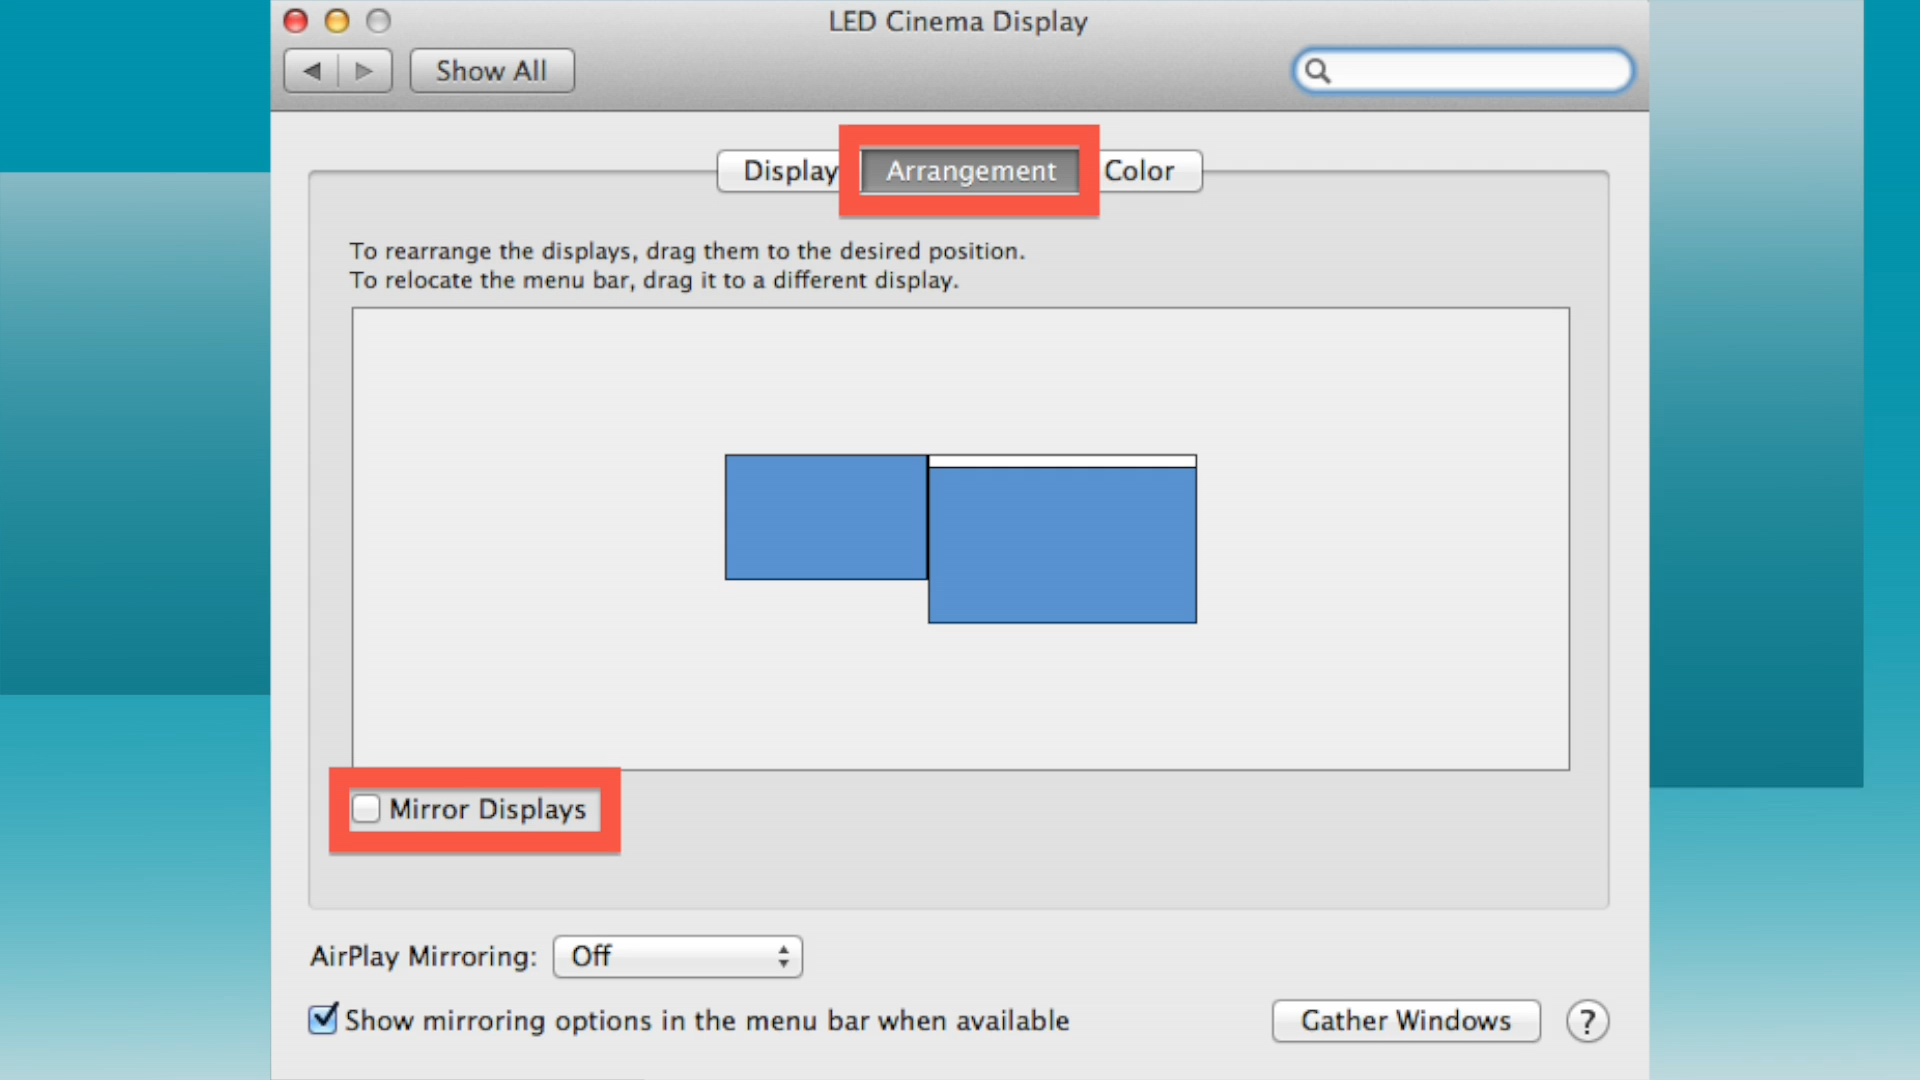 LED Cinema Display
Show All
Display Arrangement Color
To rearrange the displays, drag them to the desired position.
To relocate the menu bar, drag it to a different display.
Mirror Displays
AirPlay Mirroring: Off
Show mirroring options in the menu bar when available
Gather Windows ?